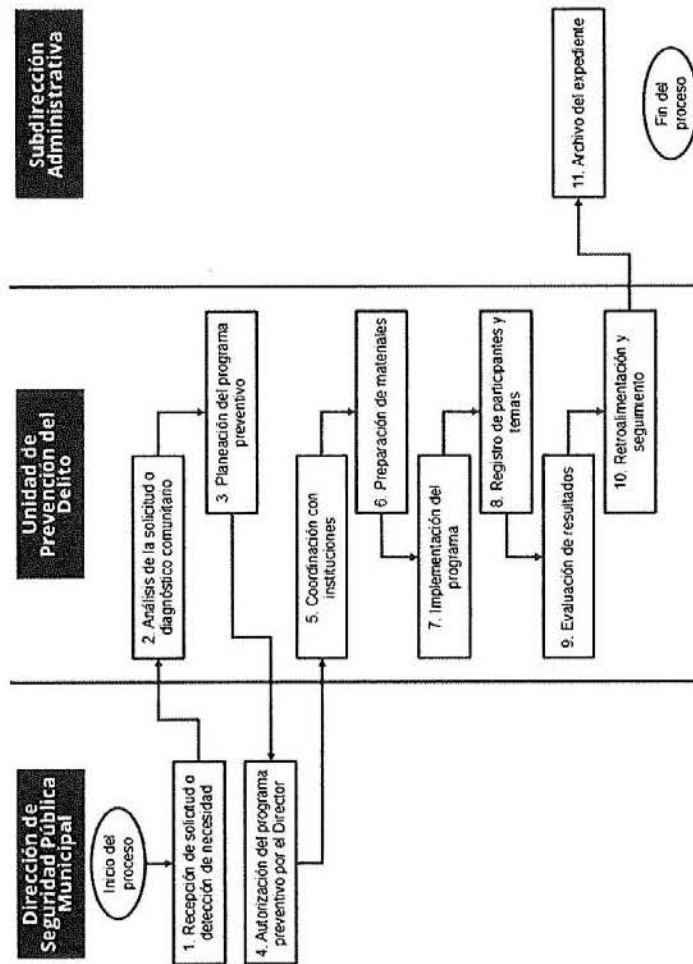 Dirección de
Seguridad Pública
Municipal
Unidad de
Prevención del
Delito
Subdirección
Administrativa
Inicio del
proceso
1. Recepción de solicitud o
detección de necesidad
2. Análisis de la solicitud o
diagnóstico comunitario
3. Planeación del programa
preventivo
4. Autorización del programa
preventivo por el Director
5. Coordinación con
instituciones
6. Preparación de materiales
7. Implementación del
programa
8. Registro de participantes y
temas
9. Evaluación de resultados
10. Retroalimentación y
seguimiento
11. Archivo del expediente
Fin del
proceso